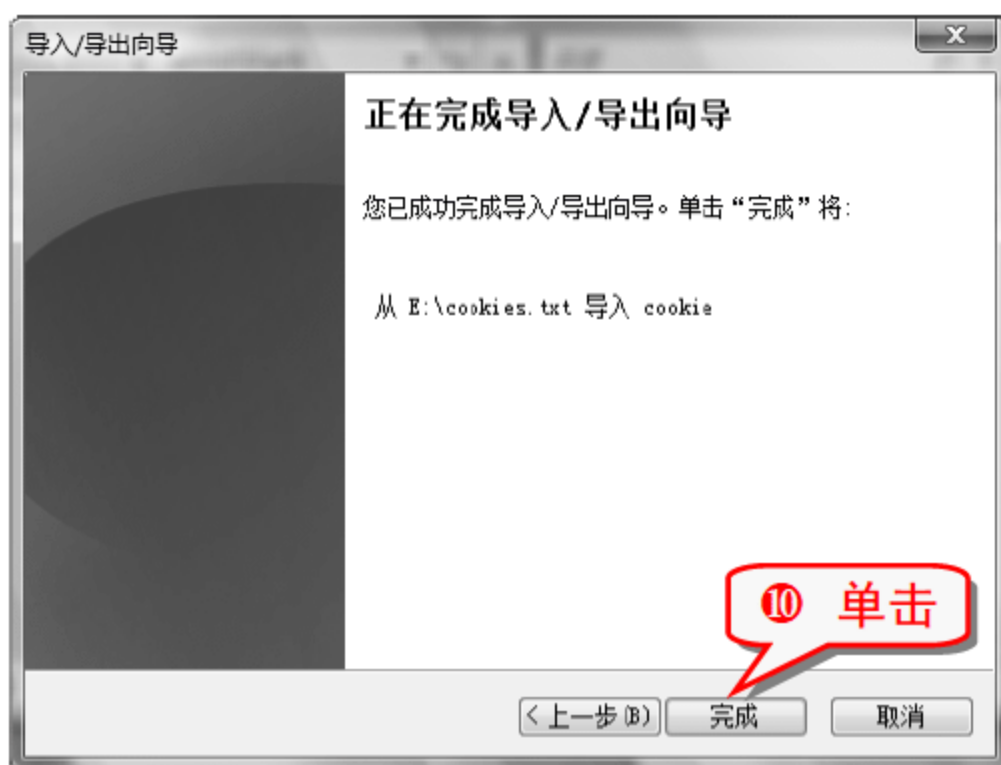 导入/导出向导
正在完成导入/导出向导
您已成功完成导入/导出向导。单击“完成”将:
从 E:\cookies.txt 导入 cookie
❿ 单击
< 上一步(B) 完成 取消